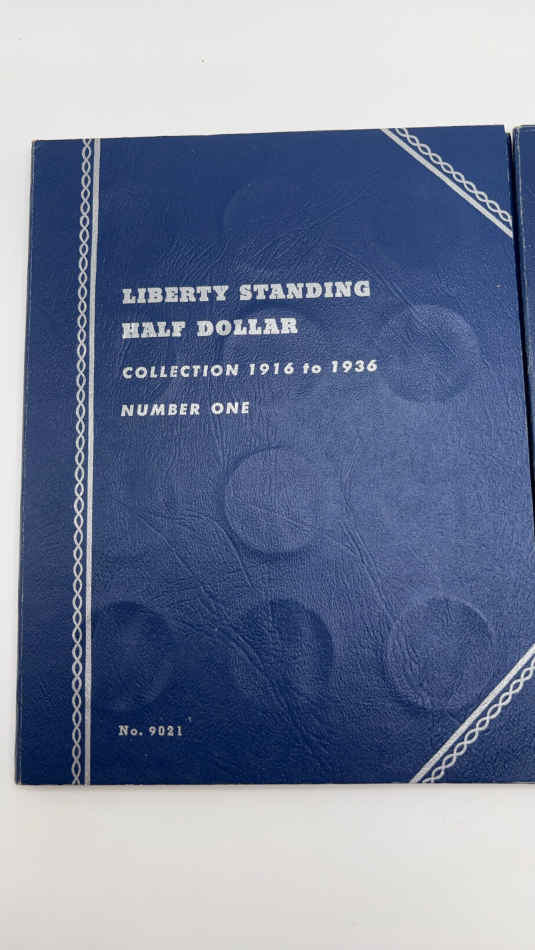 LIBERTY STANDING
HALF DOLLAR
COLLECTION 1916 to 1936
NUMBER ONE
No. 9021